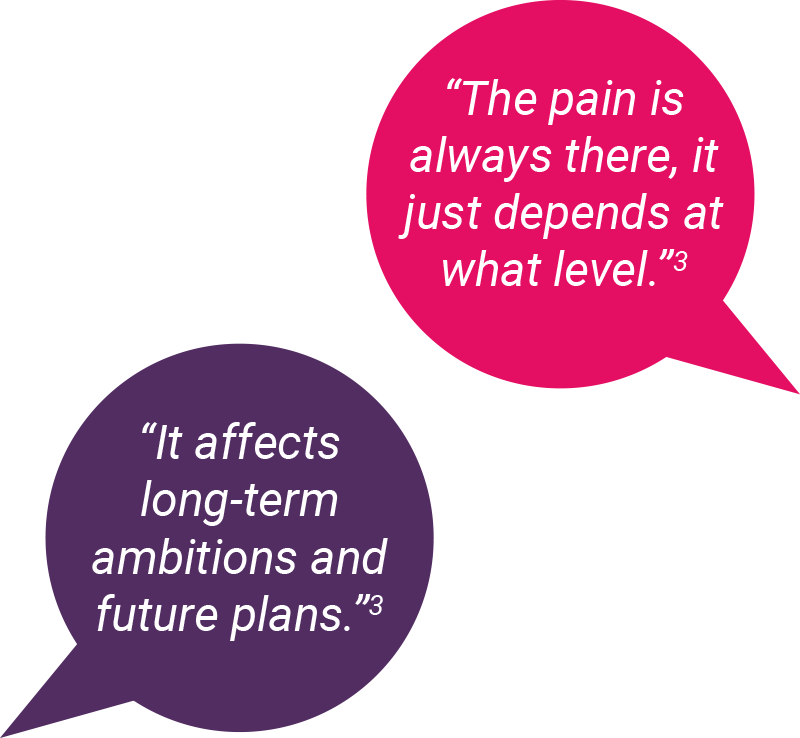 “The pain is
always there, it
just depends at
what level.”3
“It affects
long-term
ambitions and
future plans.”3